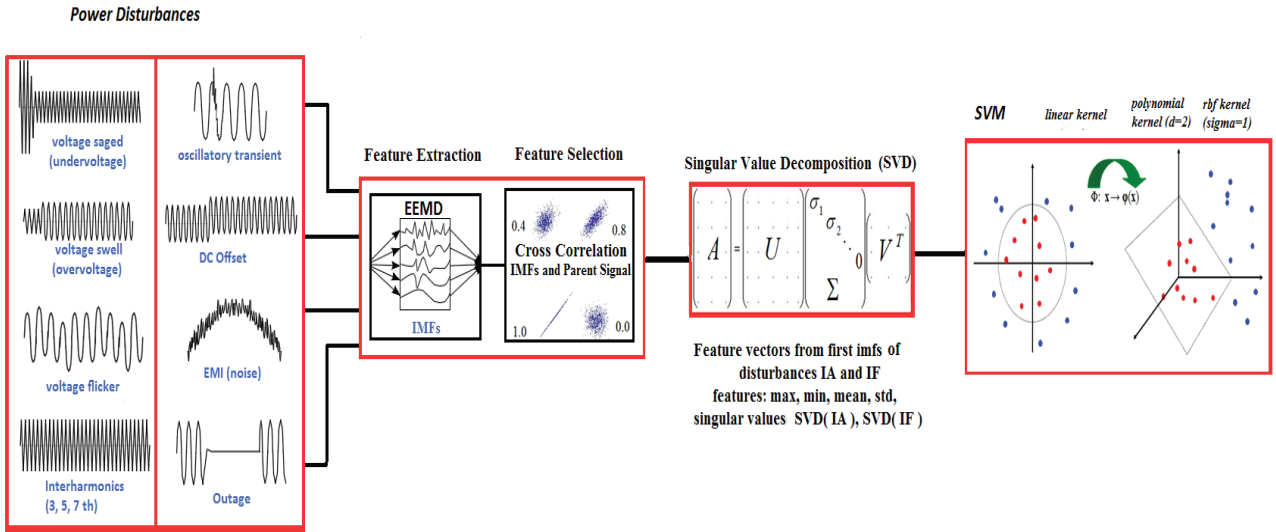 Power Disturbances
voltage saged
(undervoltage)
oscillatory transient
voltage swell
(overvoltage)
DC Offset
voltage flicker
EMI (noise)
Interharmonics
(3, 5, 7 th)
Outage
Feature Extraction
Feature Selection
EEMD
IMFs
0.4
0.8
Cross Correlation
IMFs and Parent Signal
1.0
0.0
Singular Value Decomposition (SVD)
A = U σ1 σ2 ⋱ 0 Σ V^T
Feature vectors from first imfs of
disturbances IA and IF
features: max, min, mean, std,
singular values SVD( IA ), SVD( IF )
SVM
linear kernel
polynomial
kernel (d=2)
rbf kernel
(sigma=1)
Φ: x → φ(x)